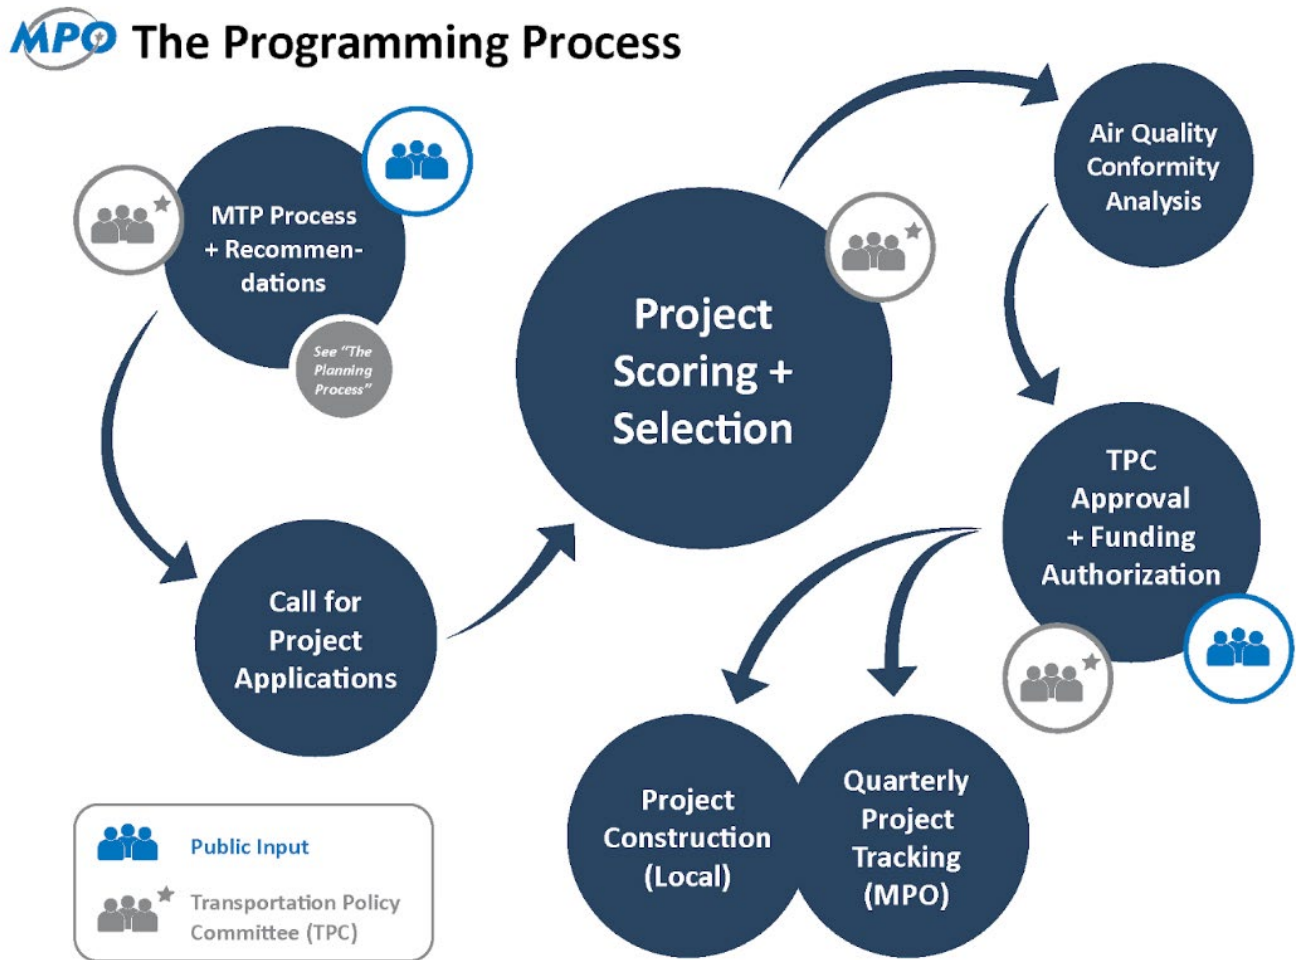 MPO The Programming Process
MTP Process
+ Recommen-
dations
See “The
Planning
Process”
Call for
Project
Applications
Project
Scoring +
Selection
Air Quality
Conformity
Analysis
TPC
Approval
+ Funding
Authorization
Project
Construction
(Local)
Quarterly
Project
Tracking
(MPO)
Public Input
Transportation Policy
Committee (TPC)